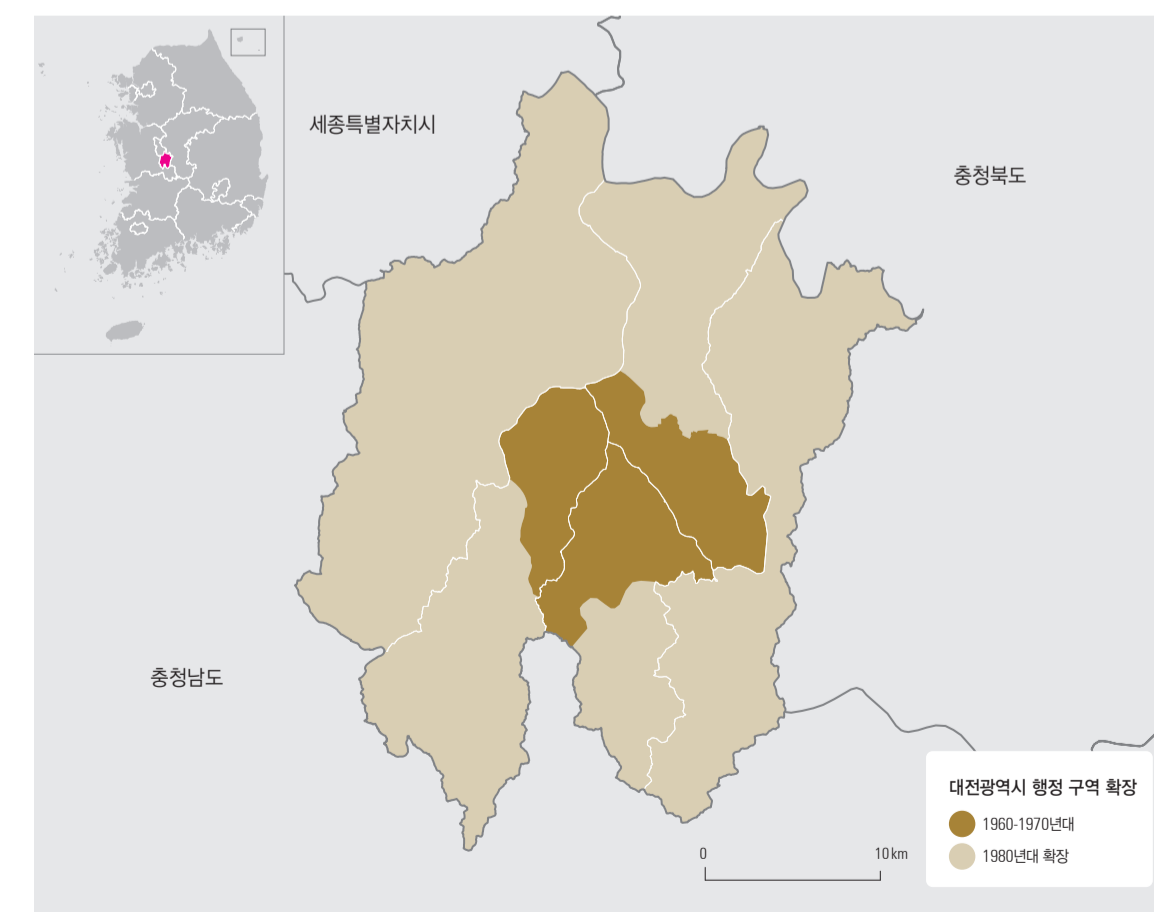 세종특별자치시
충청북도
충청남도
대전광역시 행정 구역 확장
1960-1970년대
1980년대 확장
0 10 km